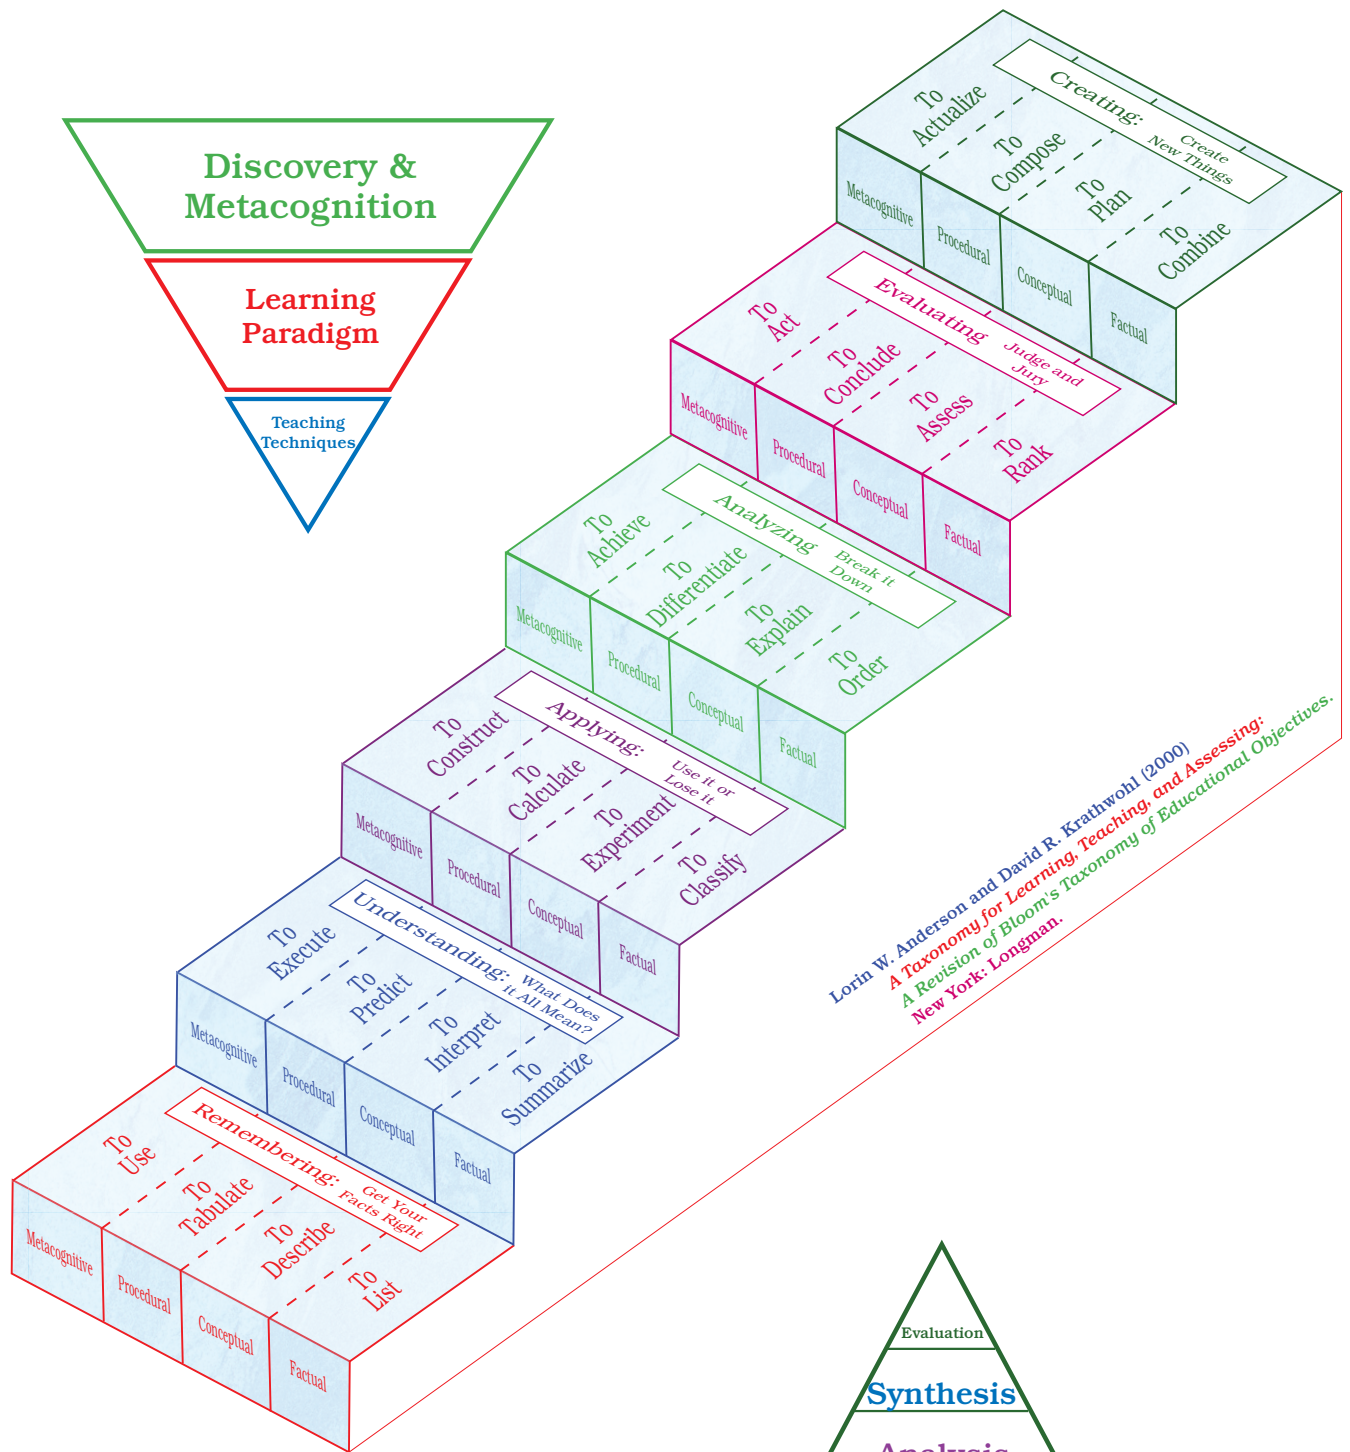 Discovery &
Metacognition
Learning
Paradigm
Teaching
Techniques
Creating:
Create
New Things
To
Actualize
To
Compose
To
Plan
To
Combine
Metacognitive
Procedural
Conceptual
Factual
Evaluating
Judge and
Jury
To
Act
To
Conclude
To
Assess
To
Rank
Metacognitive
Procedural
Conceptual
Factual
Analyzing
Break it
Down
To
Achieve
To
Differentiate
To
Explain
To
Order
Metacognitive
Procedural
Conceptual
Factual
Applying:
Use it or
Lose it
To
Construct
To
Calculate
To
Experiment
To
Classify
Metacognitive
Procedural
Conceptual
Factual
Understanding:
What Does
it All Mean?
To
Execute
To
Predict
To
Interpret
To
Summarize
Metacognitive
Procedural
Conceptual
Factual
Remembering:
Get Your
Facts Right
To
Use
To
Tabulate
To
Describe
To
List
Metacognitive
Procedural
Conceptual
Factual
Lorin W. Anderson and David R. Krathwohl (2000)
A Taxonomy for Learning, Teaching, and Assessing:
A Revision of Bloom's Taxonomy of Educational Objectives.
New York: Longman.
Evaluation
Synthesis
Analysis